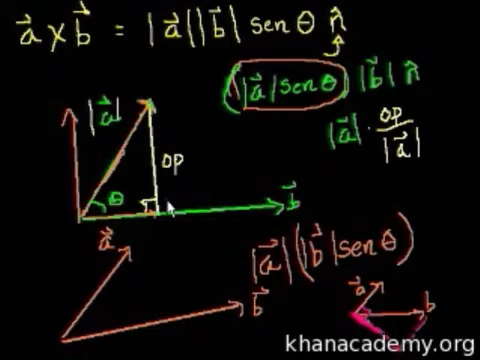 a⃗ × b⃗ = |a⃗||b⃗| sen θ n̂
(|a⃗| sen θ) |b⃗| n̂
|a⃗|
|a⃗| · op/|a⃗|
op
θ
b⃗
a⃗
|a⃗|(|b⃗| sen θ)
b⃗
a⃗
b
khanacademy.org